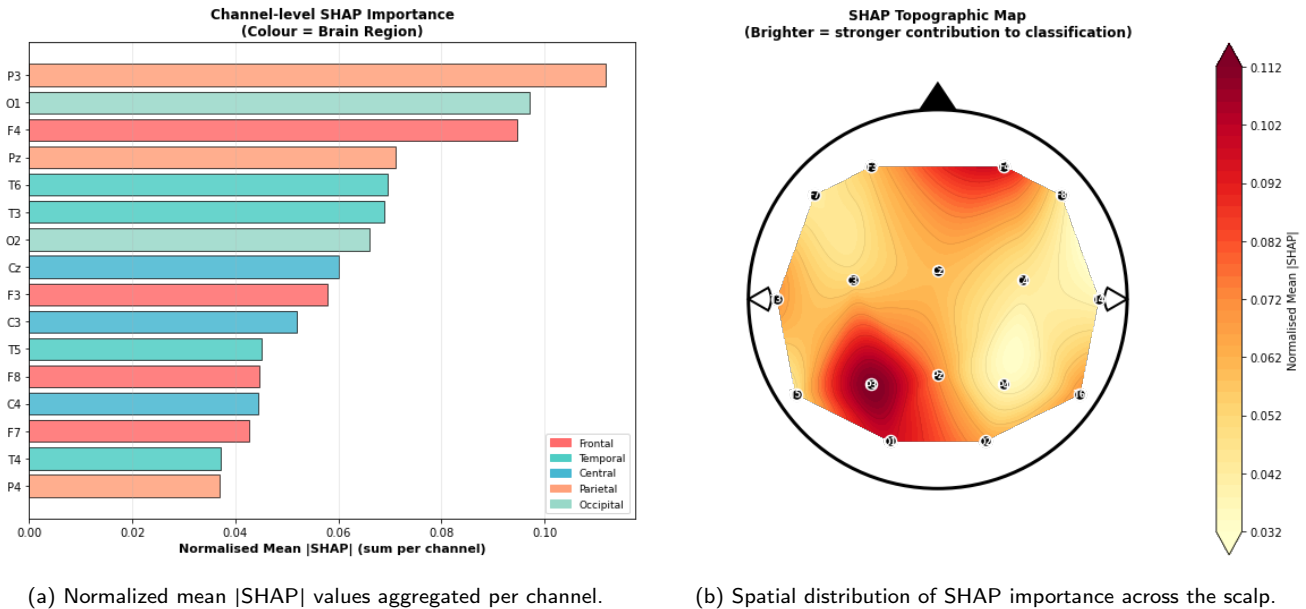 Channel-level SHAP Importance
(Colour = Brain Region)
P3
O1
F4
Pz
T6
T3
O2
Cz
F3
C3
T5
F8
C4
F7
T4
P4
0.00 0.02 0.04 0.06 0.08 0.10
Normalised Mean |SHAP| (sum per channel)
Frontal
Temporal
Central
Parietal
Occipital
(a) Normalized mean |SHAP| values aggregated per channel.
SHAP Topographic Map
(Brighter = stronger contribution to classification)
0.112
0.102
0.092
0.082
0.072
0.062
0.052
0.042
0.032
Normalised Mean |SHAP|
(b) Spatial distribution of SHAP importance across the scalp.